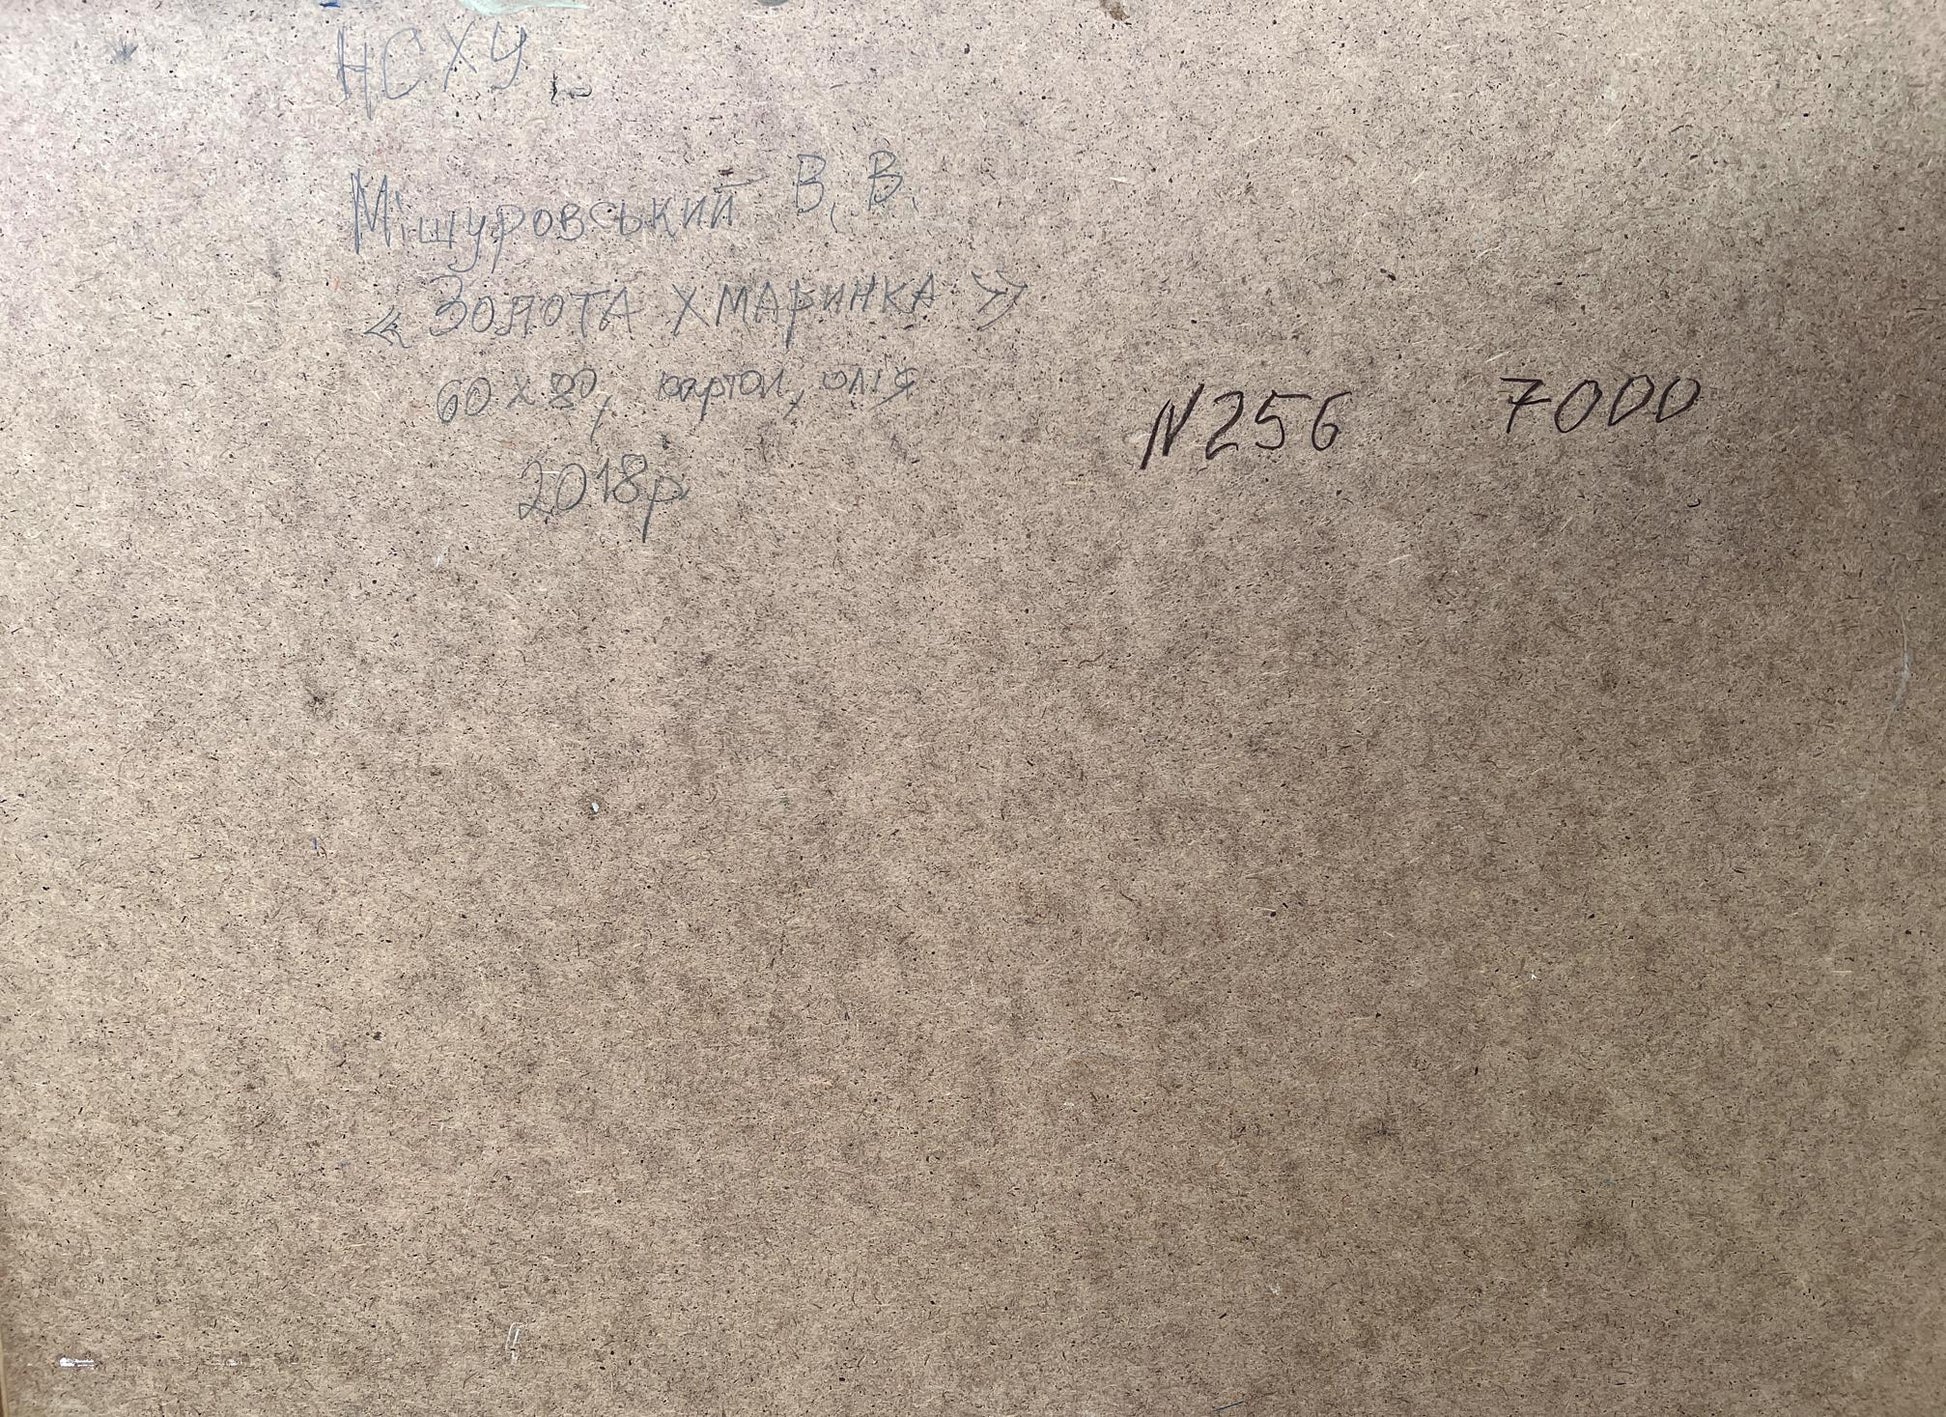 НСХУ
Мішуровський В. В.
« ЗОЛОТА ХМАРИНКА »
60 х 80, картон, олія
2018р
N256 7000